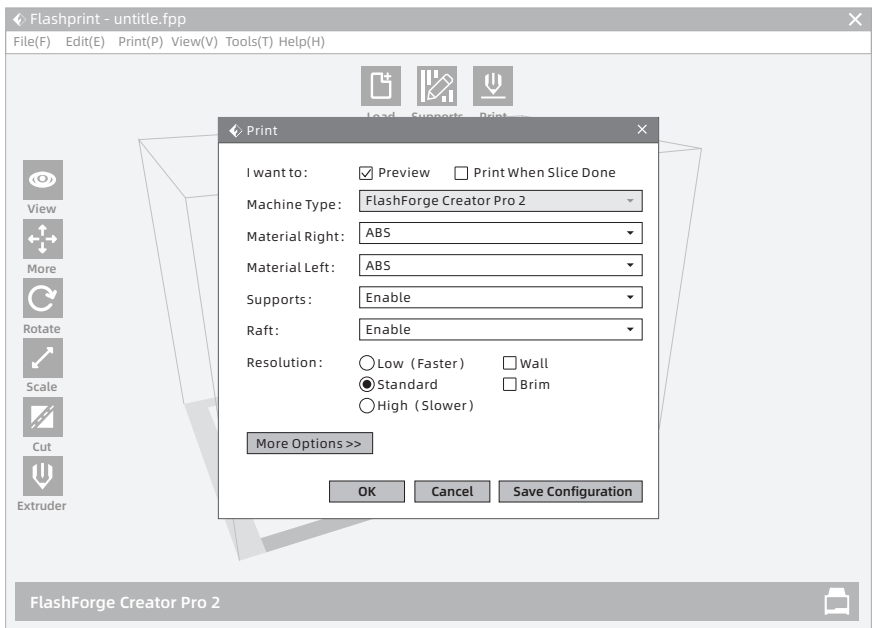 Flashprint - untitle.fpp
File(F) Edit(E) Print(P) View(V) Tools(T) Help(H)
Load Supports Print
Print
I want to: Preview Print When Slice Done
Machine Type: FlashForge Creator Pro 2
Material Right: ABS
Material Left: ABS
Supports: Enable
Raft: Enable
Resolution: Low (Faster) Wall
Standard Brim
High (Slower)
More Options >>
OK Cancel Save Configuration
View
More
Rotate
Scale
Cut
Extruder
FlashForge Creator Pro 2